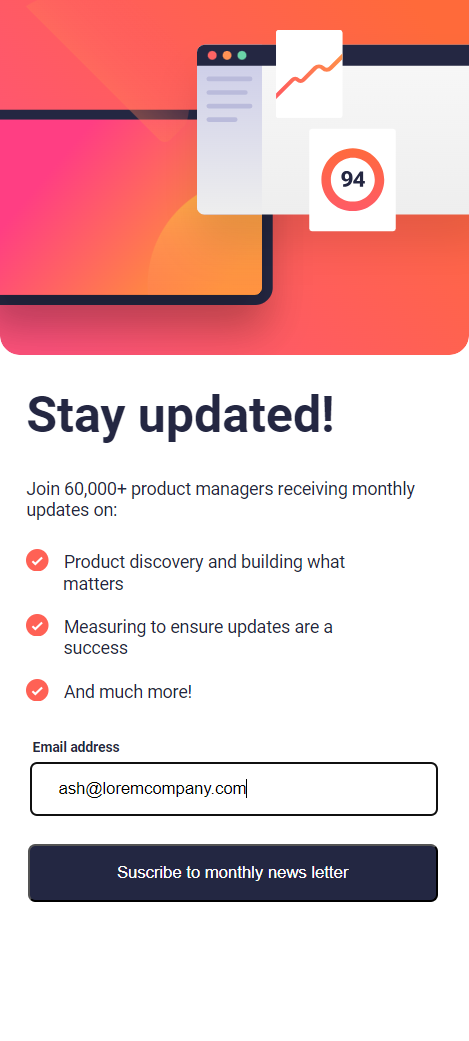 94
Stay updated!
Join 60,000+ product managers receiving monthly
updates on:
Product discovery and building what
matters
Measuring to ensure updates are a
success
And much more!
Email address
ash@loremcompany.com
Suscribe to monthly news letter